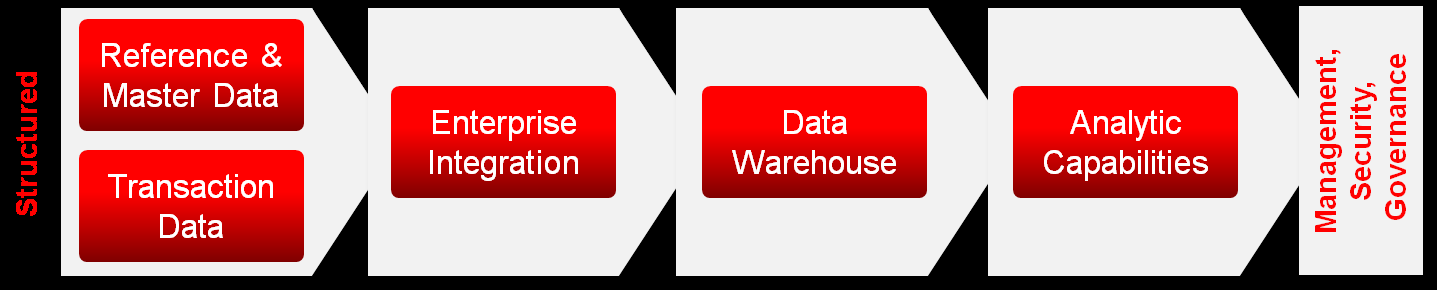 Structured
Reference &
Master Data
Transaction
Data
Enterprise
Integration
Data
Warehouse
Analytic
Capabilities
Management,
Security,
Governance